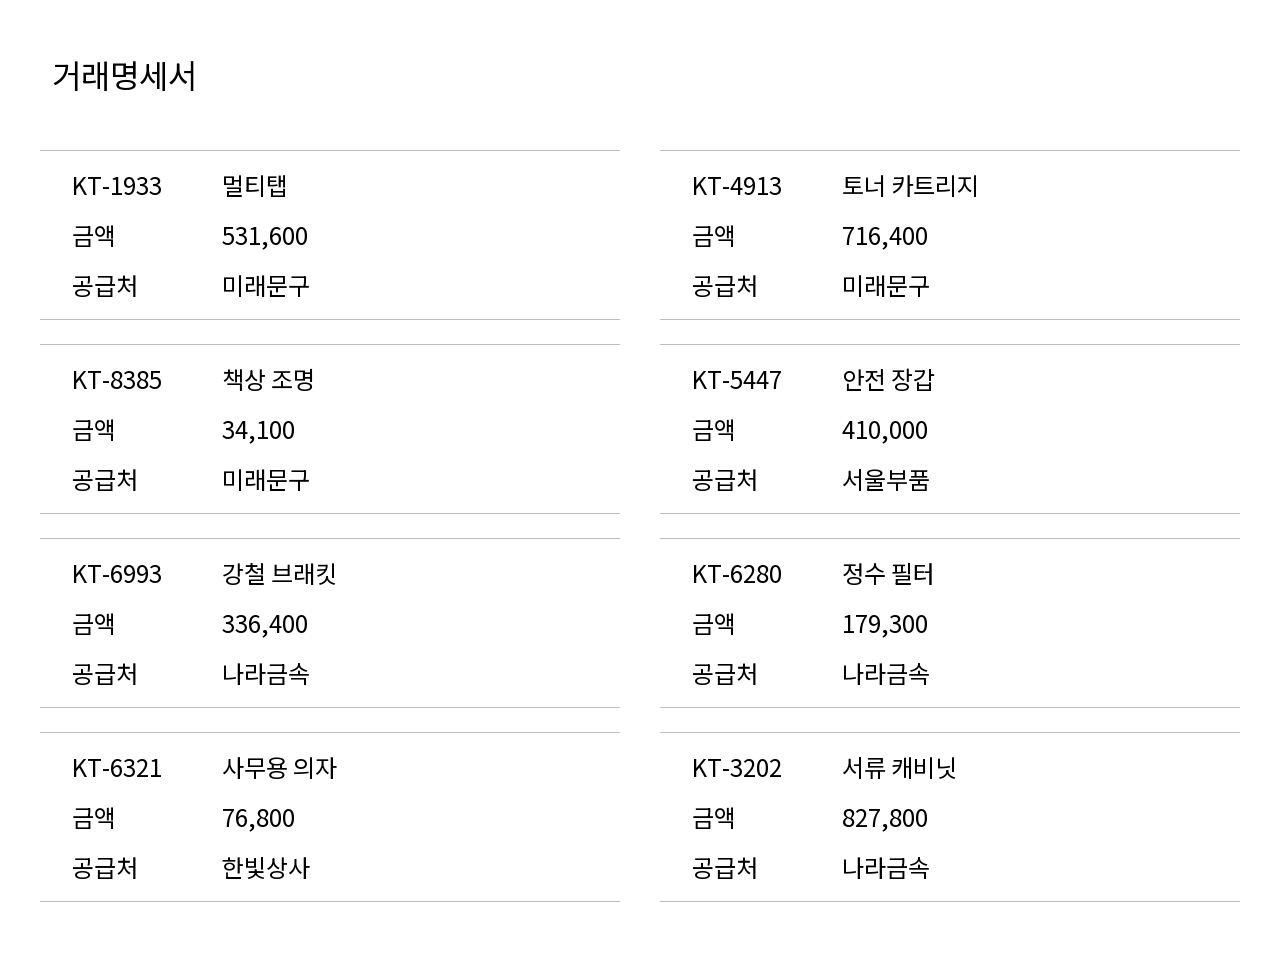 거래명세서
KT-1933 멀티탭
금액 531,600
공급처 미래문구
KT-4913 토너 카트리지
금액 716,400
공급처 미래문구
KT-8385 책상 조명
금액 34,100
공급처 미래문구
KT-5447 안전 장갑
금액 410,000
공급처 서울부품
KT-6993 강철 브래킷
금액 336,400
공급처 나라금속
KT-6280 정수 필터
금액 179,300
공급처 나라금속
KT-6321 사무용 의자
금액 76,800
공급처 한빛상사
KT-3202 서류 캐비닛
금액 827,800
공급처 나라금속